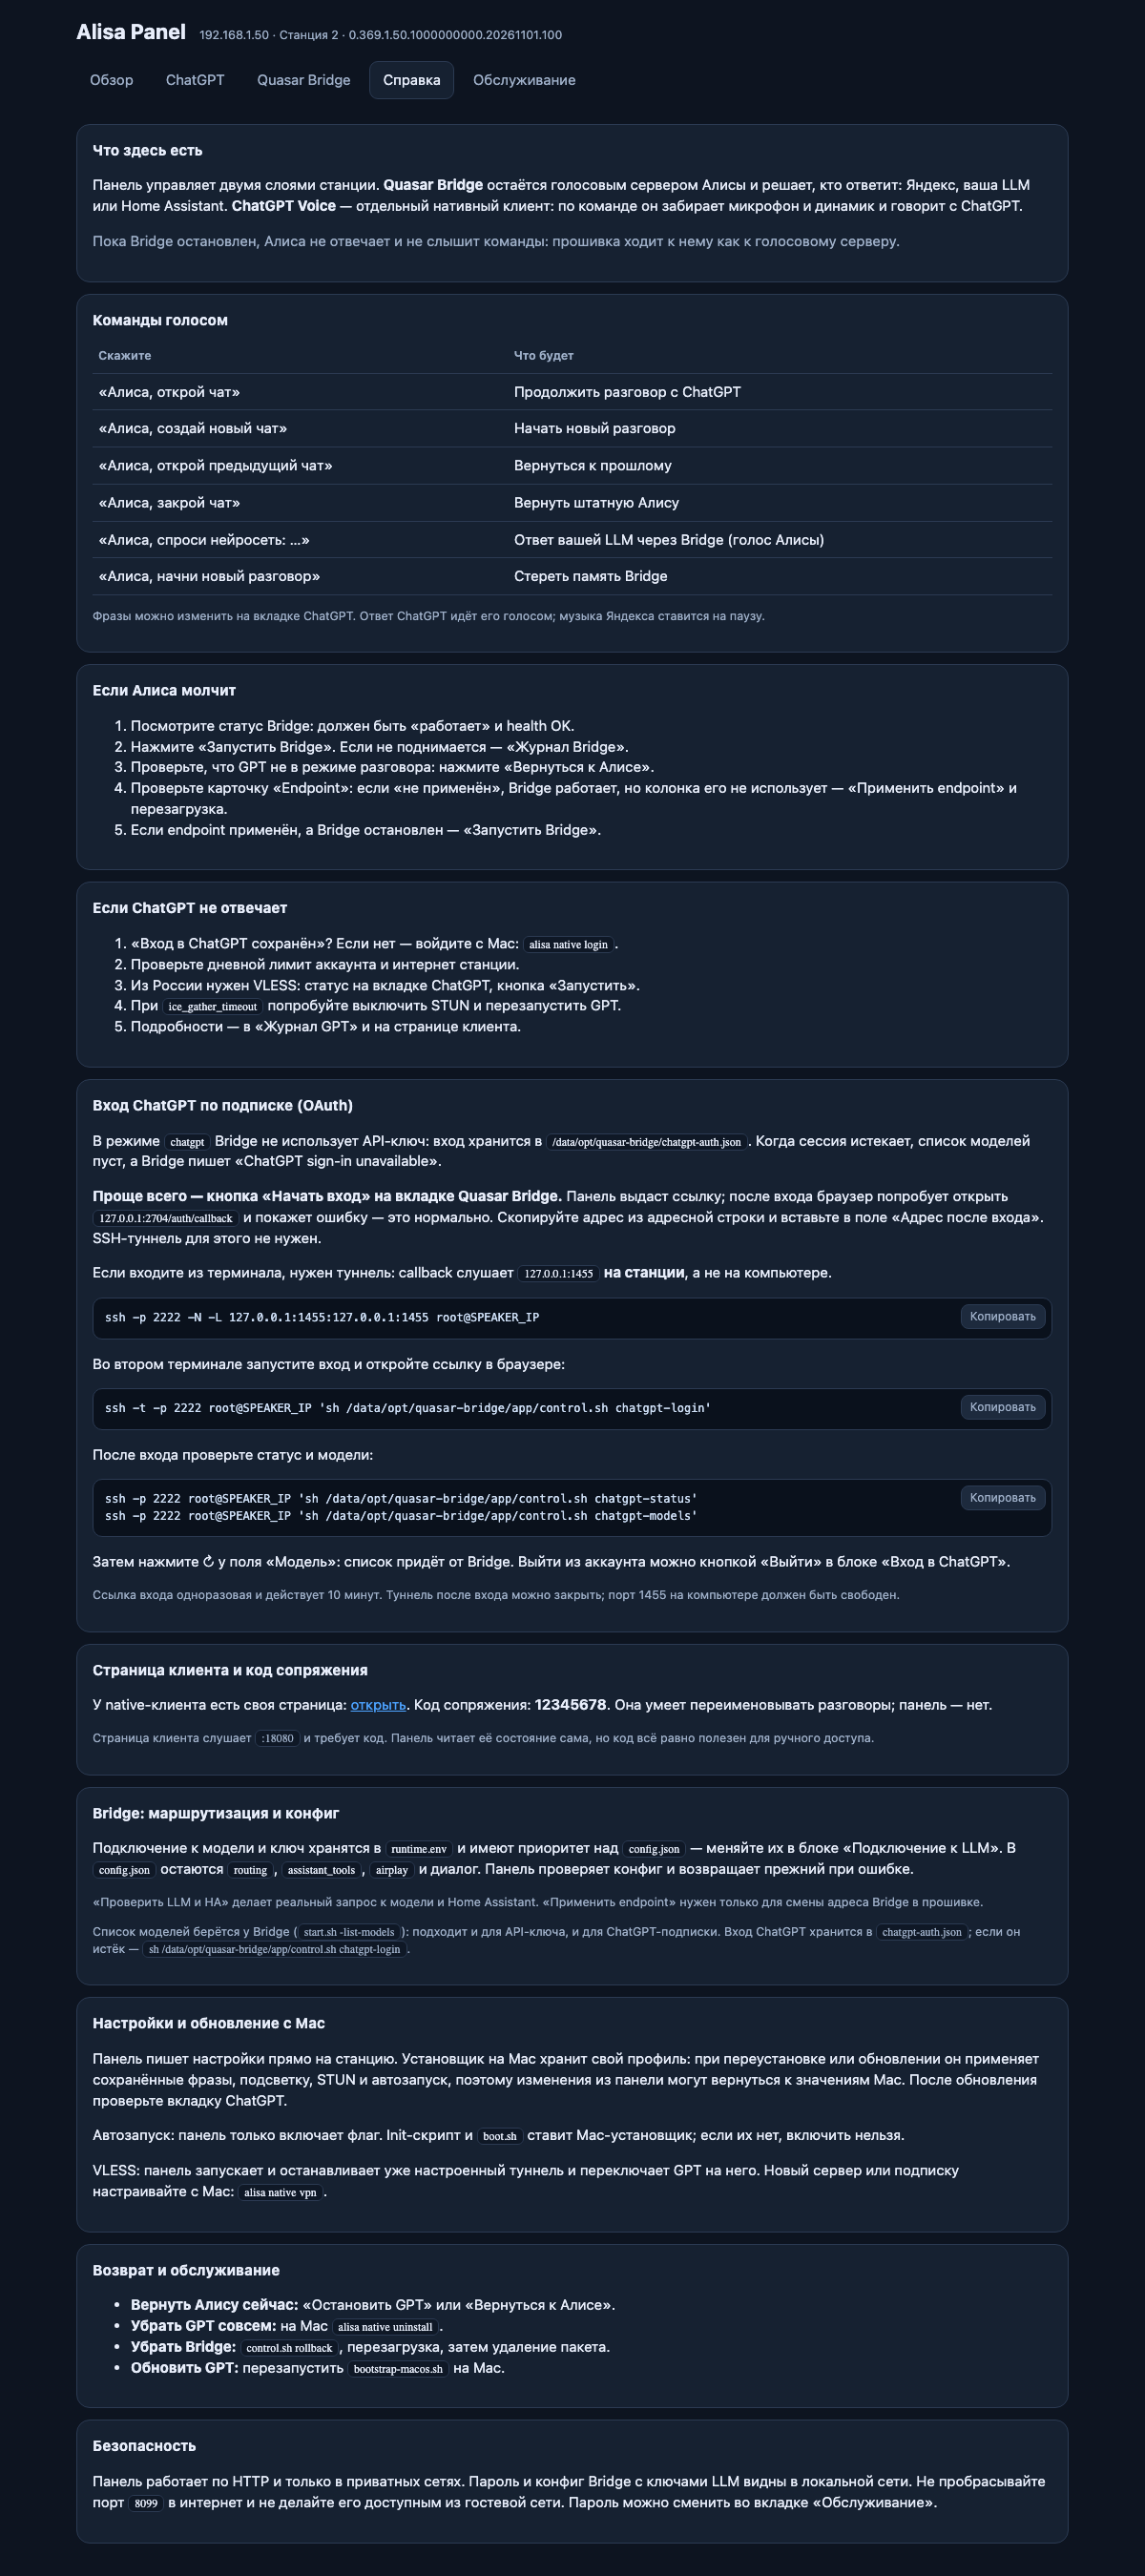 Alisa Panel 192.168.1.50 · Станция 2 · 0.369.1.50.1000000000.20261101.100
Обзор ChatGPT Quasar Bridge Справка Обслуживание
Что здесь есть
Панель управляет двумя слоями станции. Quasar Bridge остаётся голосовым сервером Алисы и решает, кто ответит: Яндекс, ваша LLM
или Home Assistant. ChatGPT Voice — отдельный нативный клиент: по команде он забирает микрофон и динамик и говорит с ChatGPT.
Пока Bridge остановлен, Алиса не отвечает и не слышит команды: прошивка ходит к нему как к голосовому серверу.
Команды голосом
Скажите Что будет
«Алиса, открой чат» Продолжить разговор с ChatGPT
«Алиса, создай новый чат» Начать новый разговор
«Алиса, открой предыдущий чат» Вернуться к прошлому
«Алиса, закрой чат» Вернуть штатную Алису
«Алиса, спроси нейросеть: ...» Ответ вашей LLM через Bridge (голос Алисы)
«Алиса, начни новый разговор» Стереть память Bridge
Фразы можно изменить на вкладке ChatGPT. Ответ ChatGPT идёт его голосом; музыка Яндекса ставится на паузу.
Если Алиса молчит
1. Посмотрите статус Bridge: должен быть «работает» и health OK.
2. Нажмите «Запустить Bridge». Если не поднимается — «Журнал Bridge».
3. Проверьте, что GPT не в режиме разговора: нажмите «Вернуться к Алисе».
4. Проверьте карточку «Endpoint»: если «не применён», Bridge работает, но колонка его не использует — «Применить endpoint» и
перезагрузка.
5. Если endpoint применён, а Bridge остановлен — «Запустить Bridge».
Если ChatGPT не отвечает
1. «Вход в ChatGPT сохранён»? Если нет — войдите с Mac: alisa native login.
2. Проверьте дневной лимит аккаунта и интернет станции.
3. Из России нужен VLESS: статус на вкладке ChatGPT, кнопка «Запустить».
4. При ice_gather_timeout попробуйте выключить STUN и перезапустить GPT.
5. Подробности — в «Журнал GPT» и на странице клиента.
Вход ChatGPT по подписке (OAuth)
В режиме chatgpt Bridge не использует API-ключ: вход хранится в /data/opt/quasar-bridge/chatgpt-auth.json. Когда сессия истекает, список моделей
пуст, а Bridge пишет «ChatGPT sign-in unavailable».
Проще всего — кнопка «Начать вход» на вкладке Quasar Bridge. Панель выдаст ссылку; после входа браузер попробует открыть
127.0.0.1:2704/auth/callback и покажет ошибку — это нормально. Скопируйте адрес из адресной строки и вставьте в поле «Адрес после входа».
SSH-туннель для этого не нужен.
Если входите из терминала, нужен туннель: callback слушает 127.0.0.1:1455 на станции, а не на компьютере.
ssh -p 2222 -N -L 127.0.0.1:1455:127.0.0.1:1455 root@SPEAKER_IP Копировать
Во втором терминале запустите вход и откройте ссылку в браузере:
ssh -t -p 2222 root@SPEAKER_IP 'sh /data/opt/quasar-bridge/app/control.sh chatgpt-login' Копировать
После входа проверьте статус и модели:
ssh -p 2222 root@SPEAKER_IP 'sh /data/opt/quasar-bridge/app/control.sh chatgpt-status' Копировать
ssh -p 2222 root@SPEAKER_IP 'sh /data/opt/quasar-bridge/app/control.sh chatgpt-models'
Затем нажмите ↻ у поля «Модель»: список придёт от Bridge. Выйти из аккаунта можно кнопкой «Выйти» в блоке «Вход в ChatGPT».
Ссылка входа одноразовая и действует 10 минут. Туннель после входа можно закрыть; порт 1455 на компьютере должен быть свободен.
Страница клиента и код сопряжения
У native-клиента есть своя страница: открыть. Код сопряжения: 12345678. Она умеет переименовывать разговоры; панель — нет.
Страница клиента слушает :18080 и требует код. Панель читает её состояние сама, но код всё равно полезен для ручного доступа.
Bridge: маршрутизация и конфиг
Подключение к модели и ключ хранятся в runtime.env и имеют приоритет над config.json — меняйте их в блоке «Подключение к LLM». В
config.json остаются routing, assistant_tools, airplay и диалог. Панель проверяет конфиг и возвращает прежний при ошибке.
«Проверить LLM и HA» делает реальный запрос к модели и Home Assistant. «Применить endpoint» нужен только для смены адреса Bridge в прошивке.
Список моделей берётся у Bridge (start.sh -list-models): подходит и для API-ключа, и для ChatGPT-подписки. Вход ChatGPT хранится в chatgpt-auth.json; если он
истёк — sh /data/opt/quasar-bridge/app/control.sh chatgpt-login.
Настройки и обновление с Mac
Панель пишет настройки прямо на станцию. Установщик на Mac хранит свой профиль: при переустановке или обновлении он применяет
сохранённые фразы, подсветку, STUN и автозапуск, поэтому изменения из панели могут вернуться к значениям Mac. После обновления
проверьте вкладку ChatGPT.
Автозапуск: панель только включает флаг. Init-скрипт и boot.sh ставит Mac-установщик; если их нет, включить нельзя.
VLESS: панель запускает и останавливает уже настроенный туннель и переключает GPT на него. Новый сервер или подписку
настраивайте с Mac: alisa native vpn.
Возврат и обслуживание
• Вернуть Алису сейчас: «Остановить GPT» или «Вернуться к Алисе».
• Убрать GPT совсем: на Mac alisa native uninstall.
• Убрать Bridge: control.sh rollback, перезагрузка, затем удаление пакета.
• Обновить GPT: перезапустить bootstrap-macos.sh на Mac.
Безопасность
Панель работает по HTTP и только в приватных сетях. Пароль и конфиг Bridge с ключами LLM видны в локальной сети. Не пробрасывайте
порт 8099 в интернет и не делайте его доступным из гостевой сети. Пароль можно сменить во вкладке «Обслуживание».